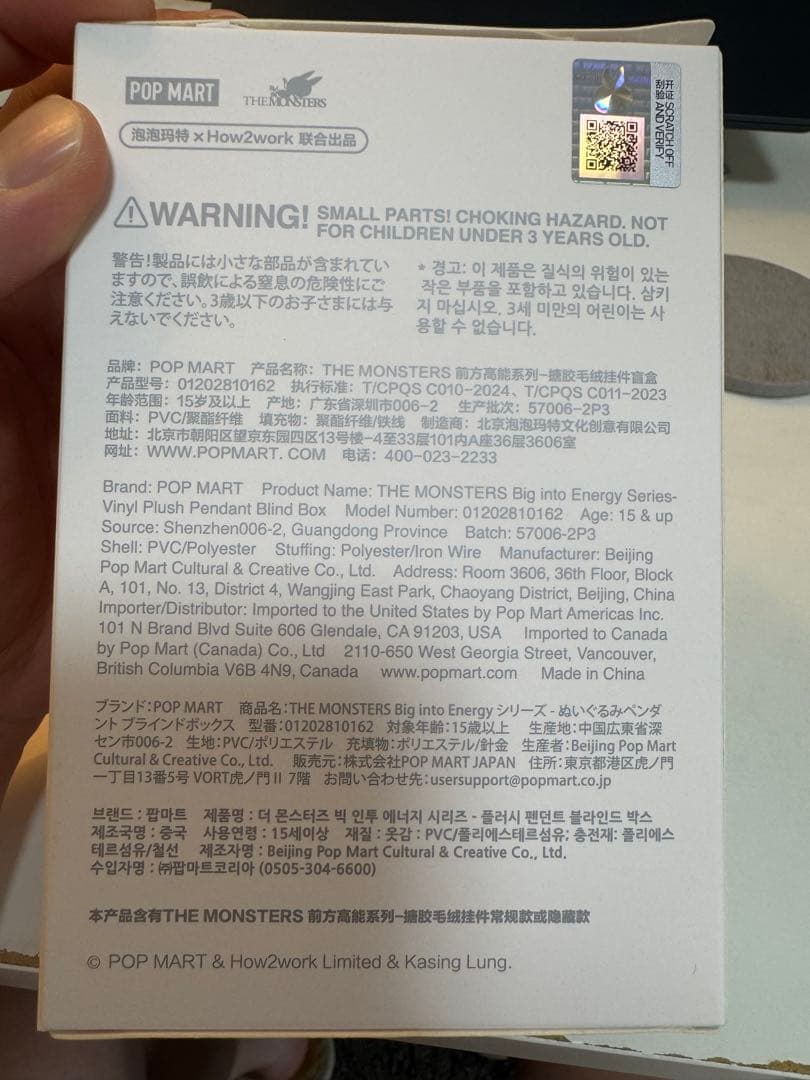 POP MART
THE MONSTERS
泡泡玛特×How2work 联合出品
开证 SCRATCH OFF
刮验 AND VERIFY
WARNING! SMALL PARTS! CHOKING HAZARD. NOT
FOR CHILDREN UNDER 3 YEARS OLD.
警告!製品には小さな部品が含まれてい
ますので、誤飲による窒息の危険性にご
注意ください。3歳以下のお子さまには与
えないでください。
* 경고: 이 제품은 질식의 위험이 있는
작은 부품을 포함하고 있습니다. 삼키
지 마십시오. 3세 미만의 어린이는 사
용할 수 없습니다.
品牌: POP MART 产品名称: THE MONSTERS 前方高能系列-搪胶毛绒挂件盲盒
产品型号: 01202810162 执行标准: T/CPQS C010-2024、T/CPQS C011-2023
年龄范围: 15岁及以上 产地: 广东省深圳市006-2 生产批次: 57006-2P3
面料: PVC/聚酯纤维 填充物: 聚酯纤维/铁线 制造商: 北京泡泡玛特文化创意有限公司
地址: 北京市朝阳区望京东园四区13号楼-4至33层101内A座36层3606室
网址: WWW.POPMART. COM 电话: 400-023-2233
Brand: POP MART Product Name: THE MONSTERS Big into Energy Series-
Vinyl Plush Pendant Blind Box Model Number: 01202810162 Age: 15 & up
Source: Shenzhen006-2, Guangdong Province Batch: 57006-2P3
Shell: PVC/Polyester Stuffing: Polyester/Iron Wire Manufacturer: Beijing
Pop Mart Cultural & Creative Co., Ltd. Address: Room 3606, 36th Floor, Block
A, 101, No. 13, District 4, Wangjing East Park, Chaoyang District, Beijing, China
Importer/Distributor: Imported to the United States by Pop Mart Americas Inc.
101 N Brand Blvd Suite 606 Glendale, CA 91203, USA Imported to Canada
by Pop Mart (Canada) Co., Ltd 2110-650 West Georgia Street, Vancouver,
British Columbia V6B 4N9, Canada www.popmart.com Made in China
ブランド:POP MART 商品名:THE MONSTERS Big into Energy シリーズ - ぬいぐるみペンダ
ント ブラインドボックス 型番:01202810162 対象年齢:15歳以上 生産地:中国広東省深
セン市006-2 生地:PVC/ポリエステル 充填物:ポリエステル/針金 生産者:Beijing Pop Mart
Cultural & Creative Co., Ltd. 販売元:株式会社POP MART JAPAN 住所:東京都港区虎ノ門
一丁目13番5号 VORT虎ノ門Ⅱ 7階 お問い合わせ先:usersupport@popmart.co.jp
브랜드 : 팝마트 제품명 : 더 몬스터즈 빅 인투 에너지 시리즈 - 플러시 펜던트 블라인드 박스
제조국명 : 중국 사용연령 : 15세이상 재질 : 옷감 : PVC/폴리에스테르섬유; 충전재: 폴리에스
테르섬유/철선 제조자명 : Beijing Pop Mart Cultural & Creative Co., Ltd.
수입자명 : ㈜팝마트코리아 (0505-304-6600)
本产品含有THE MONSTERS 前方高能系列-搪胶毛绒挂件常规款或隐藏款
© POP MART & How2work Limited & Kasing Lung.